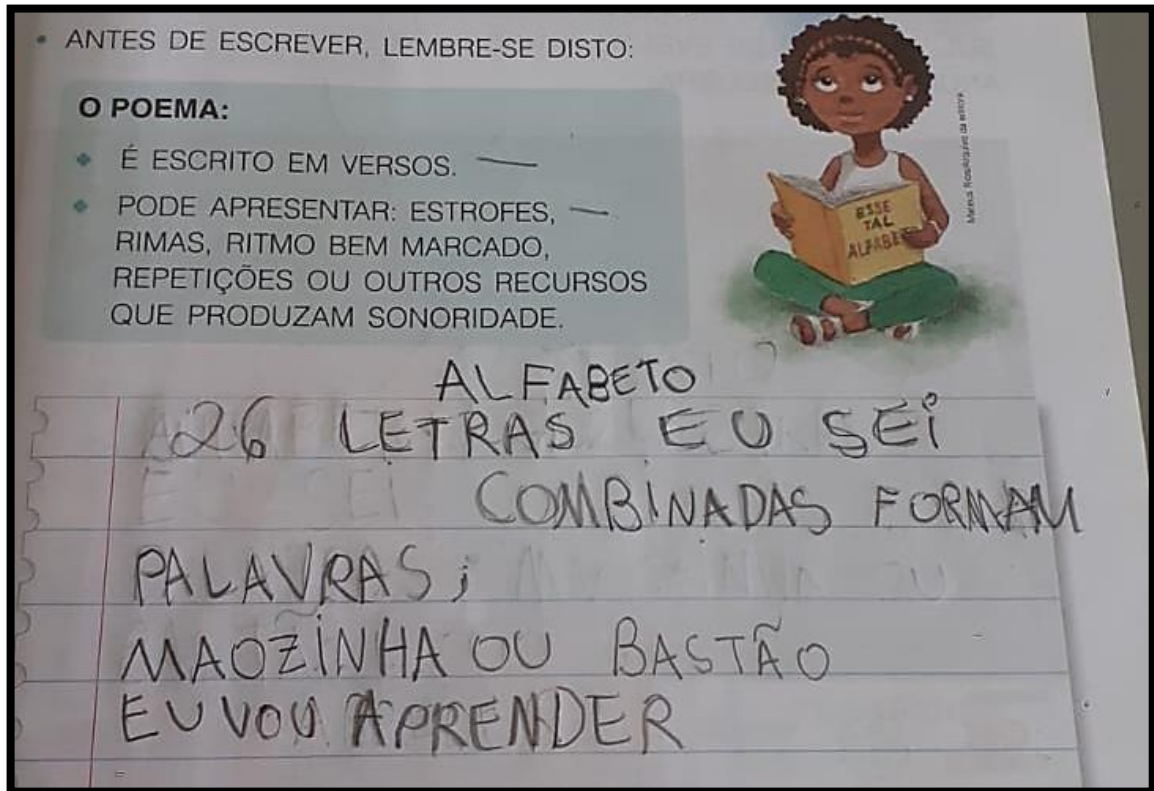 • ANTES DE ESCREVER, LEMBRE-SE DISTO:
O POEMA:
◆ É ESCRITO EM VERSOS.
◆ PODE APRESENTAR: ESTROFES,
RIMAS, RITMO BEM MARCADO,
REPETIÇÕES OU OUTROS RECURSOS
QUE PRODUZAM SONORIDADE.
ESSE
TAL
ALFABETO
ALFABETO
26 LETRAS EU SEI
COMBINADAS FORMAM
PALAVRAS;
MAOZINHA OU BASTÃO
EU VOU APRENDER